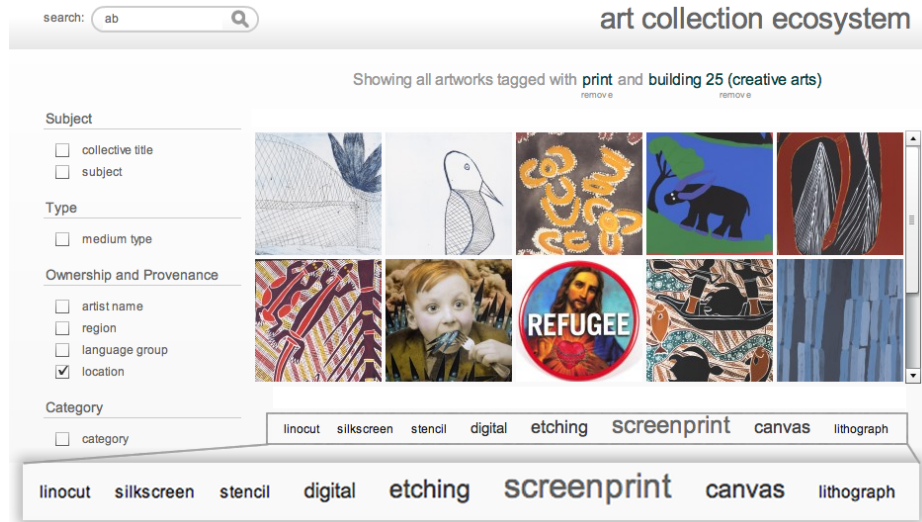 search: ab
art collection ecosystem
Showing all artworks tagged with print and building 25 (creative arts)
remove remove
Subject
collective title
subject
Type
medium type
Ownership and Provenance
artist name
region
language group
location
Category
category
REFUGEE
linocut silkscreen stencil digital etching screenprint canvas lithograph
linocut silkscreen stencil digital etching screenprint canvas lithograph